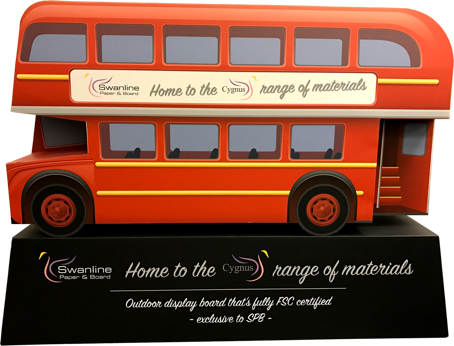 Swanline Paper & Board Home to the Cygnus range of materials
Swanline Paper & Board Home to the Cygnus range of materials
Outdoor display board that's fully FSC certified
- exclusive to SPB -